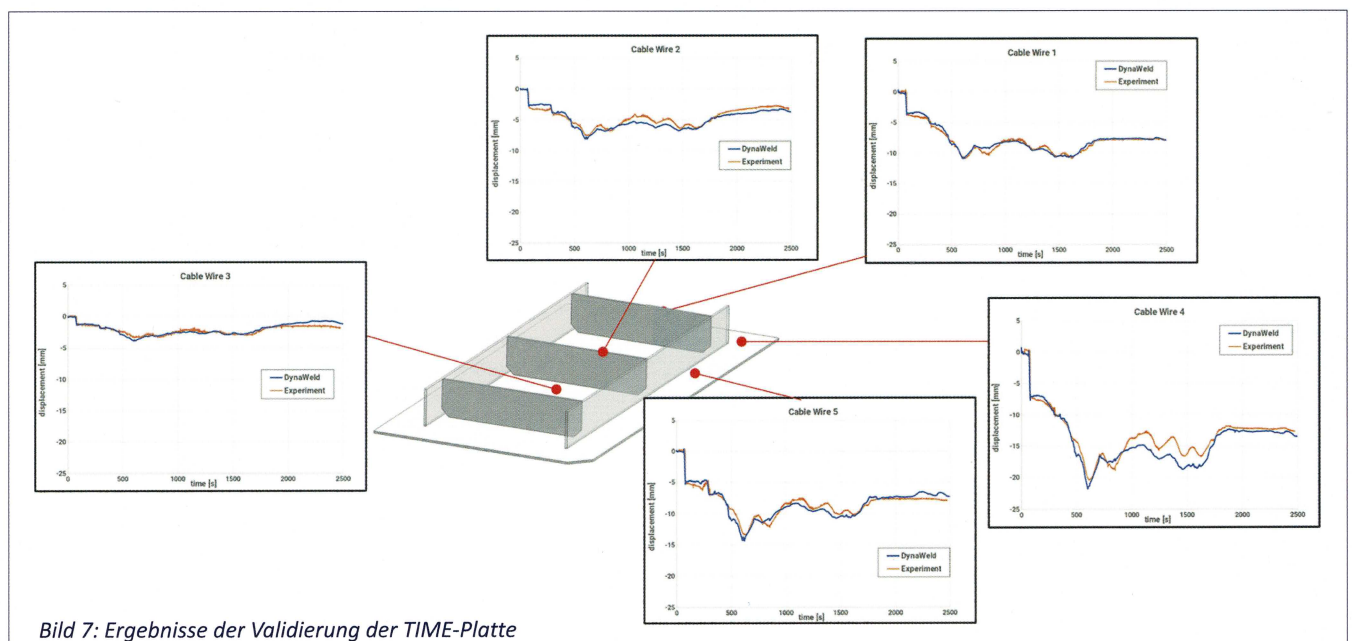 Cable Wire 2
5
0
-5
-10
-15
-20
-25
displacement [mm]
DynaWeld
Experiment
0 500 1000 1500 2000 2500
time [s]
Cable Wire 1
5
0
-5
-10
-15
-20
-25
displacement [mm]
DynaWeld
Experiment
0 500 1000 1500 2000 2500
time [s]
Cable Wire 3
5
0
-5
-10
-15
-20
-25
displacement [mm]
DynaWeld
Experiment
0 500 1000 1500 2000 2500
time [s]
Cable Wire 4
5
0
-5
-10
-15
-20
-25
displacement [mm]
DynaWeld
Experiment
0 500 1000 1500 2000 2500
time [s]
Cable Wire 5
5
0
-5
-10
-15
-20
-25
displacement [mm]
DynaWeld
Experiment
0 500 1000 1500 2000 2500
time [s]
Bild 7: Ergebnisse der Validierung der TIME-Platte